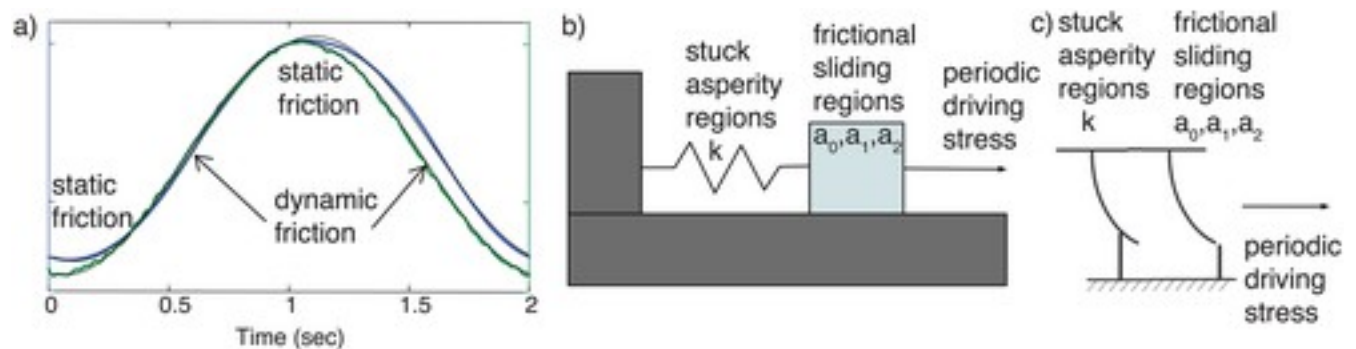 a)
static
friction
static
friction
dynamic
friction
0
0.5
1
1.5
2
Time (sec)
b)
stuck
asperity
regions
k
frictional
sliding
regions
a0,a1,a2
periodic
driving
stress
c)
stuck
asperity
regions
k
frictional
sliding
regions
a0,a1,a2
periodic
driving
stress